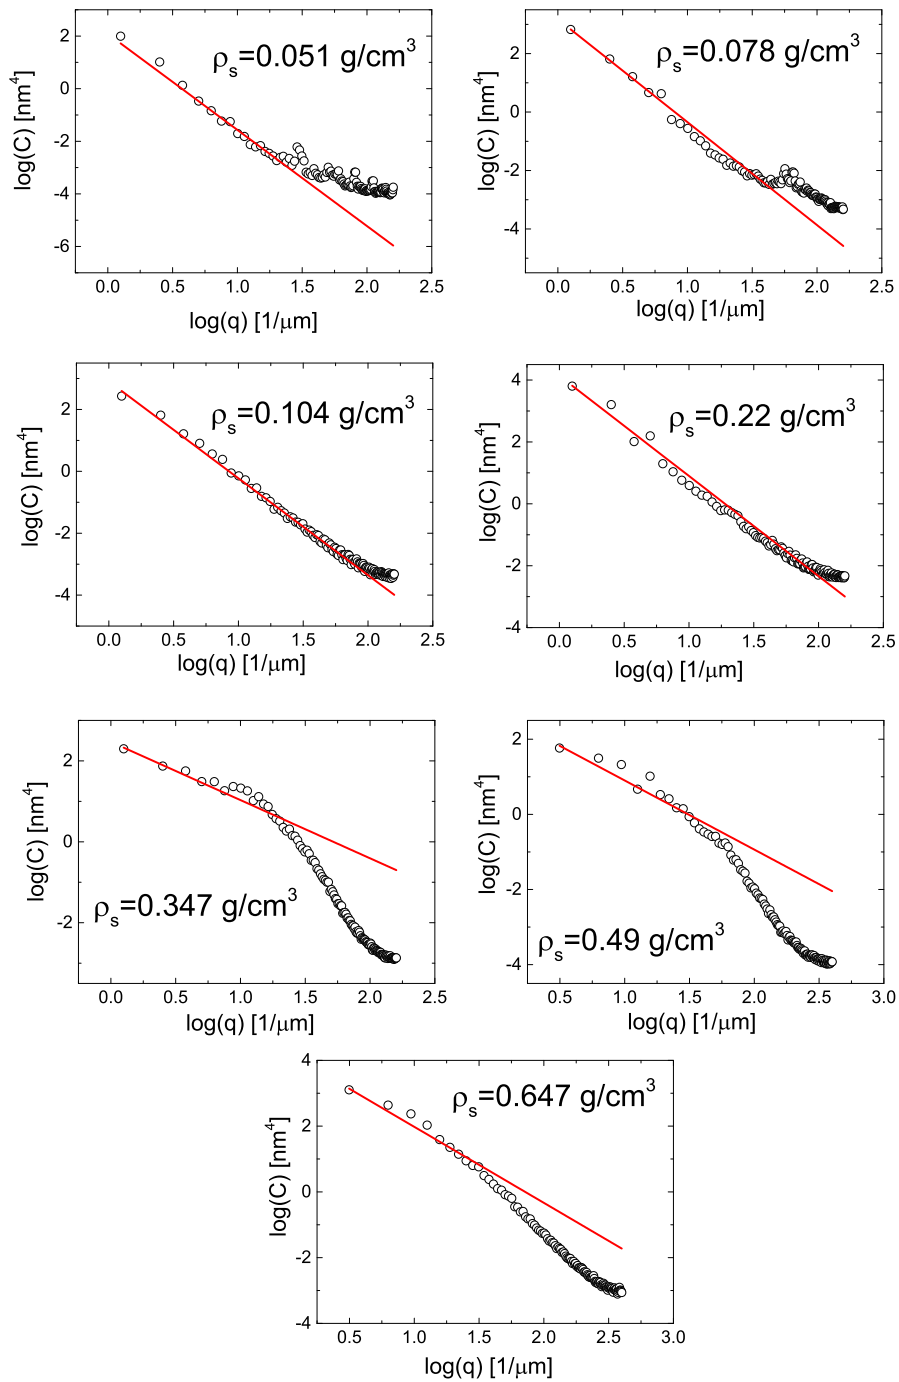 ρs=0.051 g/cm³
log(C) [nm⁴]
2
0
-2
-4
-6
0.0 0.5 1.0 1.5 2.0 2.5
log(q) [1/μm]
ρs=0.078 g/cm³
log(C) [nm⁴]
2
0
-2
-4
0.0 0.5 1.0 1.5 2.0 2.5
log(q) [1/μm]
ρs=0.104 g/cm³
log(C) [nm⁴]
2
0
-2
-4
0.0 0.5 1.0 1.5 2.0 2.5
log(q) [1/μm]
ρs=0.22 g/cm³
log(C) [nm⁴]
4
2
0
-2
-4
0.0 0.5 1.0 1.5 2.0 2.5
log(q) [1/μm]
log(C) [nm⁴]
2
0
-2
ρs=0.347 g/cm³
0.0 0.5 1.0 1.5 2.0 2.5
log(q) [1/μm]
log(C) [nm⁴]
2
0
-2
-4
ρs=0.49 g/cm³
0.5 1.0 1.5 2.0 2.5 3.0
log(q) [1/μm]
ρs=0.647 g/cm³
log(C) [nm⁴]
4
2
0
-2
-4
0.5 1.0 1.5 2.0 2.5 3.0
log(q) [1/μm]